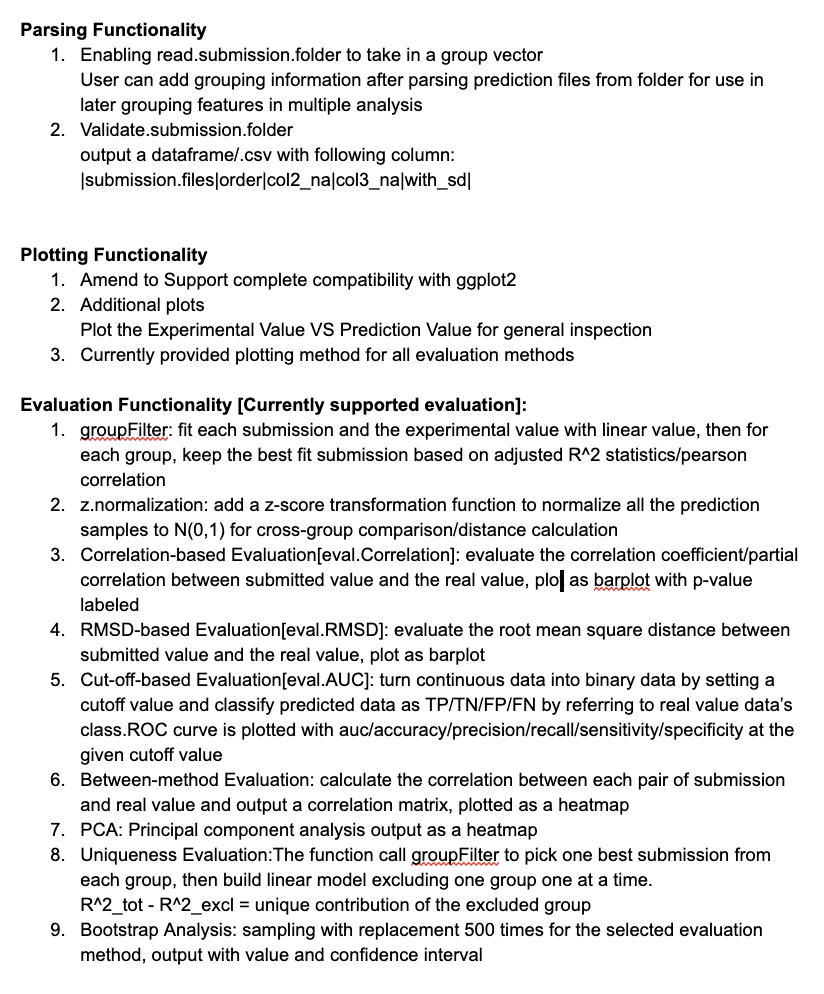 Parsing Functionality
1. Enabling read.submission.folder to take in a group vector
User can add grouping information after parsing prediction files from folder for use in
later grouping features in multiple analysis
2. Validate.submission.folder
output a dataframe/.csv with following column:
|submission.files|order|col2_na|col3_na|with_sd|
Plotting Functionality
1. Amend to Support complete compatibility with ggplot2
2. Additional plots
Plot the Experimental Value VS Prediction Value for general inspection
3. Currently provided plotting method for all evaluation methods
Evaluation Functionality [Currently supported evaluation]:
1. groupFilter: fit each submission and the experimental value with linear value, then for
each group, keep the best fit submission based on adjusted R^2 statistics/pearson
correlation
2. z.normalization: add a z-score transformation function to normalize all the prediction
samples to N(0,1) for cross-group comparison/distance calculation
3. Correlation-based Evaluation[eval.Correlation]: evaluate the correlation coefficient/partial
correlation between submitted value and the real value, plot as barplot with p-value
labeled
4. RMSD-based Evaluation[eval.RMSD]: evaluate the root mean square distance between
submitted value and the real value, plot as barplot
5. Cut-off-based Evaluation[eval.AUC]: turn continuous data into binary data by setting a
cutoff value and classify predicted data as TP/TN/FP/FN by referring to real value data's
class.ROC curve is plotted with auc/accuracy/precision/recall/sensitivity/specificity at the
given cutoff value
6. Between-method Evaluation: calculate the correlation between each pair of submission
and real value and output a correlation matrix, plotted as a heatmap
7. PCA: Principal component analysis output as a heatmap
8. Uniqueness Evaluation:The function call groupFilter to pick one best submission from
each group, then build linear model excluding one group one at a time.
R^2_tot - R^2_excl = unique contribution of the excluded group
9. Bootstrap Analysis: sampling with replacement 500 times for the selected evaluation
method, output with value and confidence interval